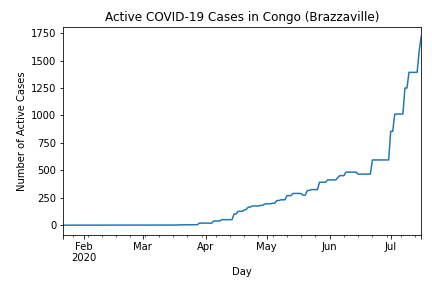 Active COVID-19 Cases in Congo (Brazzaville)
1750
1500
1250
1000
750
500
250
0
Number of Active Cases
Feb Mar Apr May Jun Jul
2020
Day